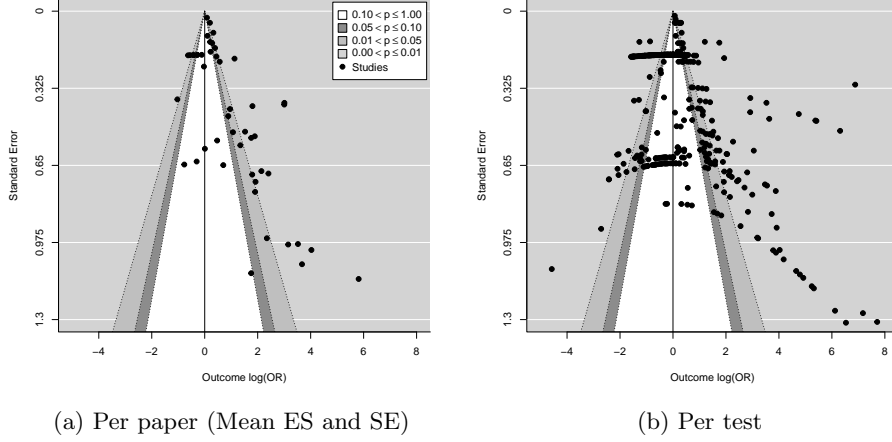 0
0.325
0.65
0.975
1.3
Standard Error
−4
−2
0
2
4
6
8
Outcome log(OR)
0.10 < p ≤ 1.00
0.05 < p ≤ 0.10
0.01 < p ≤ 0.05
0.00 < p ≤ 0.01
Studies
(a) Per paper (Mean ES and SE)
0
0.325
0.65
0.975
1.3
Standard Error
−4
−2
0
2
4
6
8
Outcome log(OR)
(b) Per test